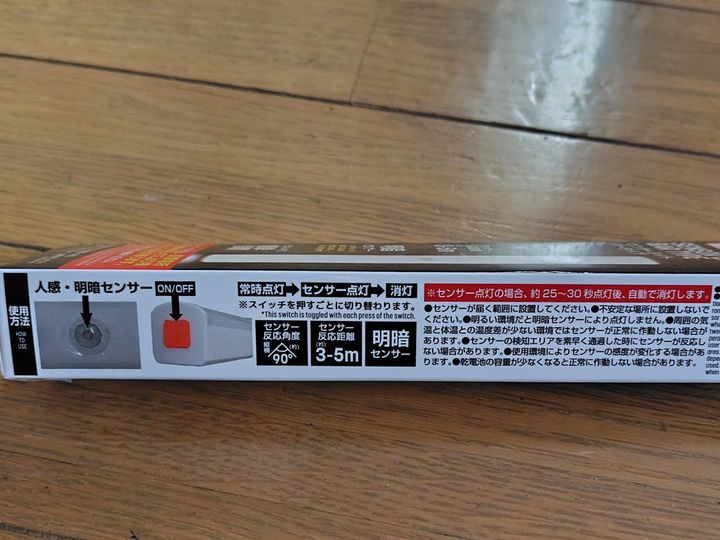 使用方法
HOW TO USE
人感・明暗センサー
ON/OFF
常時点灯→センサー点灯→消灯
※スイッチを押すごとに切り替わります。
*This switch is toggled with each press of the switch.
センサー反応角度
縦横 (約) 90°
センサー反応距離
(約) 3-5m
明暗センサー
※センサー点灯の場合、約25～30秒点灯後、自動で消灯します。
●センサーが届く範囲に設置してください。●不安定な場所に設置しないで
ください。●明るい環境だと明暗センサーにより点灯しません。●周囲の気
温と体温との温度差が少ない環境ではセンサーが正常に作動しない場合が
あります。●センサーの検知エリアを素早く通過した時にセンサーが反応し
ない場合があります。●使用環境によりセンサーの感度が変化する場合があ
ります。●乾電池の容量が少なくなると正常に作動しない場合があります。